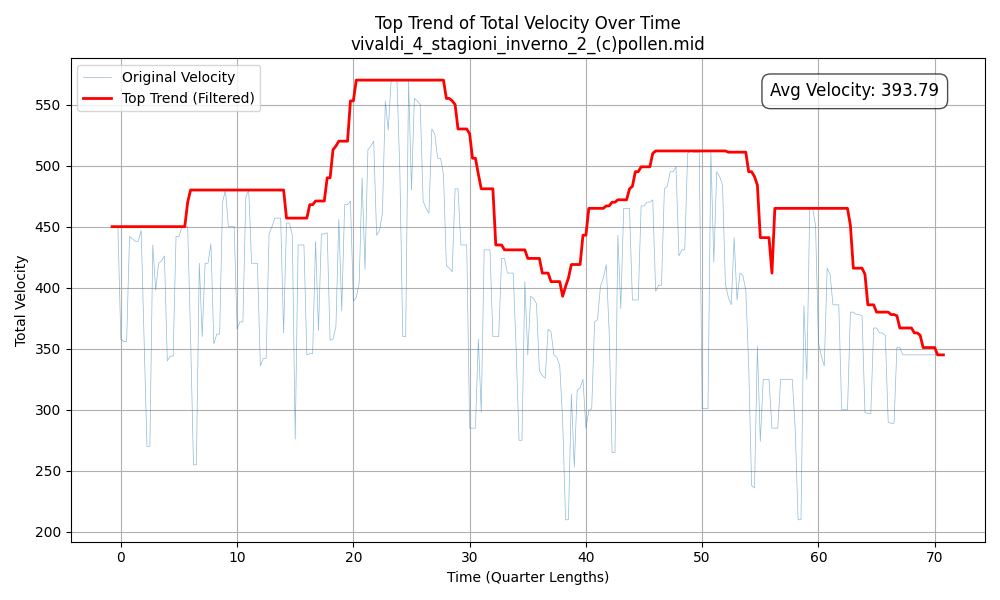 Top Trend of Total Velocity Over Time
vivaldi_4_stagioni_inverno_2_(c)pollen.mid
Original Velocity
Top Trend (Filtered)
Avg Velocity: 393.79
Total Velocity
550
500
450
400
350
300
250
200
0 10 20 30 40 50 60 70
Time (Quarter Lengths)